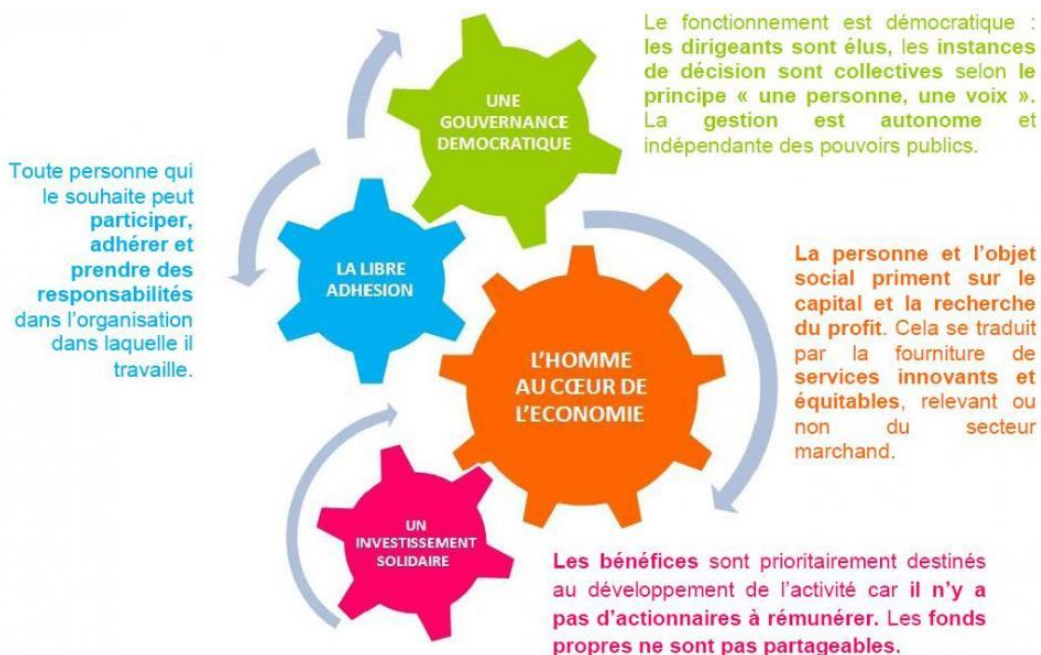 Le fonctionnement est démocratique :
les dirigeants sont élus, les instances
de décision sont collectives selon le
principe « une personne, une voix ».
La gestion est autonome et
indépendante des pouvoirs publics.
UNE
GOUVERNANCE
DEMOCRATIQUE
Toute personne qui
le souhaite peut
participer,
adhérer et
prendre des
responsabilités
dans l'organisation
dans laquelle il
travaille.
LA LIBRE
ADHESION
La personne et l'objet
social priment sur le
capital et la recherche
du profit. Cela se traduit
par la fourniture de
services innovants et
équitables, relevant ou
non du secteur
marchand.
L'HOMME
AU CŒUR DE
L'ECONOMIE
UN
INVESTISSEMENT
SOLIDAIRE
Les bénéfices sont prioritairement destinés
au développement de l'activité car il n'y a
pas d'actionnaires à rémunérer. Les fonds
propres ne sont pas partageables.